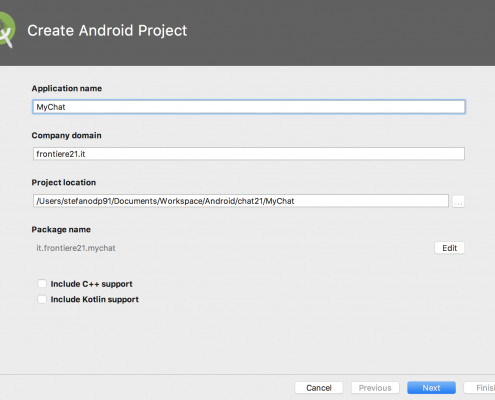 Create Android Project
Application name
MyChat
Company domain
frontiere21.it
Project location
/Users/stefanodp91/Documents/Workspace/Android/chat21/MyChat
...
Package name
it.frontiere21.mychat
Edit
Include C++ support
Include Kotlin support
Cancel
Previous
Next
Finis